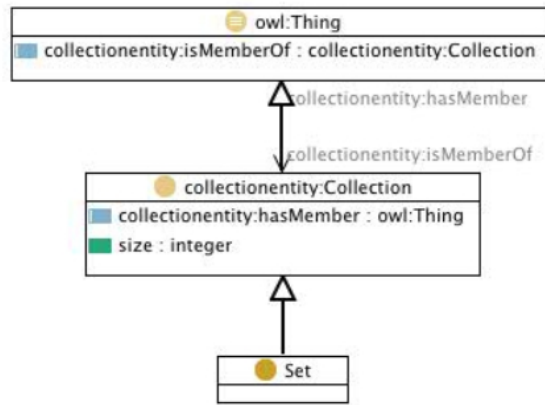 owl:Thing
collectionentity:isMemberOf : collectionentity:Collection
collectionentity:hasMember
collectionentity:isMemberOf
collectionentity:Collection
collectionentity:hasMember : owl:Thing
size : integer
Set